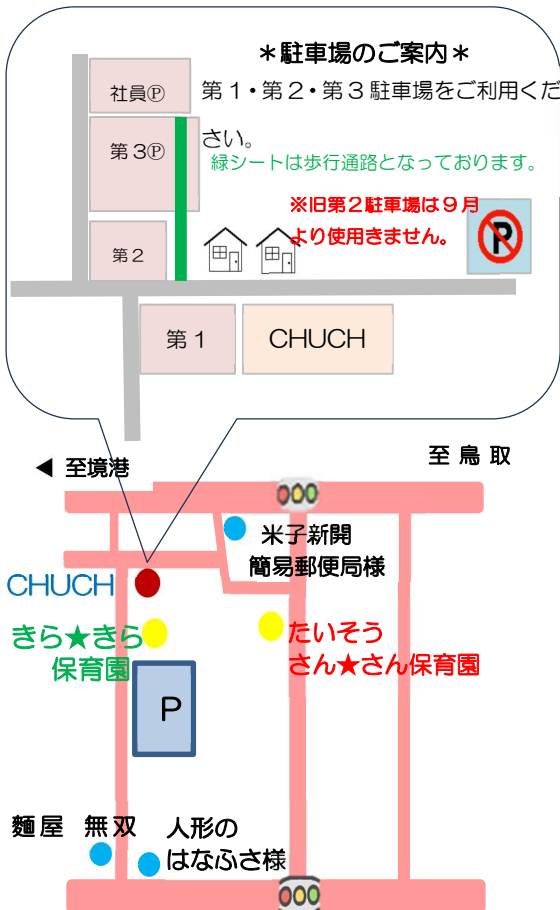 ＊駐車場のご案内＊
社員Ⓟ
第１・第２・第３駐車場をご利用くだ
さい。
第３Ⓟ
緑シートは歩行通路となっております。
※旧第２駐車場は９月
より使用きません。
P
第２
第１
CHUCH
◀ 至境港
至 鳥 取
米子新開
簡易郵便局様
CHUCH
きら★きら
保育園
たいそう
さん★さん保育園
P
麵屋 無双
人形の
はなふさ様